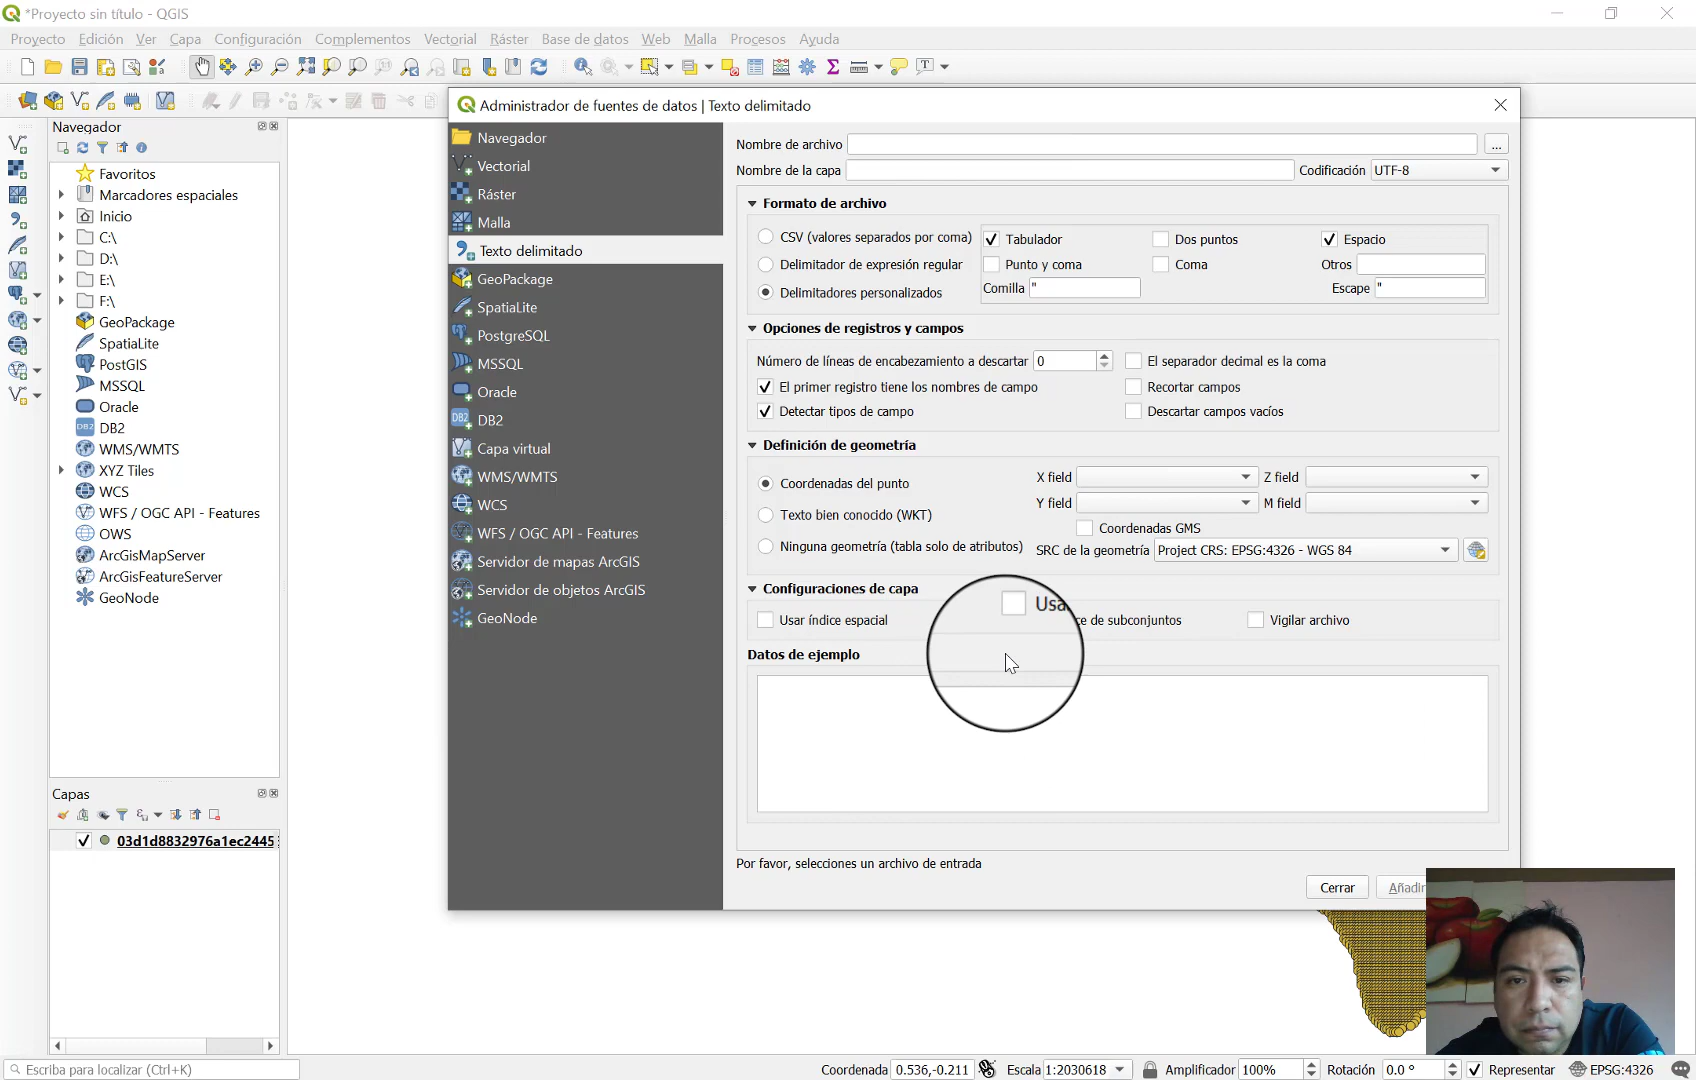 *Proyecto sin título - QGIS
Proyecto Edición Ver Capa Configuración Complementos Vectorial Ráster Base de datos Web Malla Procesos Ayuda
Navegador
Favoritos
Marcadores espaciales
Inicio
C:\
D:\
E:\
F:\
GeoPackage
SpatiaLite
PostGIS
MSSQL
Oracle
DB2
WMS/WMTS
XYZ Tiles
WCS
WFS / OGC API - Features
OWS
ArcGisMapServer
ArcGisFeatureServer
GeoNode
Capas
03d1d8832976a1ec2445
Administrador de fuentes de datos | Texto delimitado
Navegador
Vectorial
Ráster
Malla
Texto delimitado
GeoPackage
SpatiaLite
PostgreSQL
MSSQL
Oracle
DB2
Capa virtual
WMS/WMTS
WCS
WFS / OGC API - Features
Servidor de mapas ArcGIS
Servidor de objetos ArcGIS
GeoNode
Nombre de archivo ...
Nombre de la capa Codificación UTF-8
Formato de archivo
CSV (valores separados por coma) Tabulador Dos puntos Espacio
Delimitador de expresión regular Punto y coma Coma Otros
Delimitadores personalizados Comilla " Escape "
Opciones de registros y campos
Número de líneas de encabezamiento a descartar 0 El separador decimal es la coma
El primer registro tiene los nombres de campo Recortar campos
Detectar tipos de campo Descartar campos vacíos
Definición de geometría
Coordenadas del punto X field Z field
Texto bien conocido (WKT) Y field M field
Coordenadas GMS
Ninguna geometría (tabla solo de atributos) SRC de la geometría Project CRS: EPSG:4326 - WGS 84
Configuraciones de capa
Usar índice espacial Usa ce de subconjuntos Vigilar archivo
Datos de ejemplo
Por favor, selecciones un archivo de entrada
Cerrar Añadir
Escriba para localizar (Ctrl+K) Coordenada 0.536,-0.211 Escala 1:2030618 Amplificador 100% Rotación 0.0 ° Representar EPSG:4326